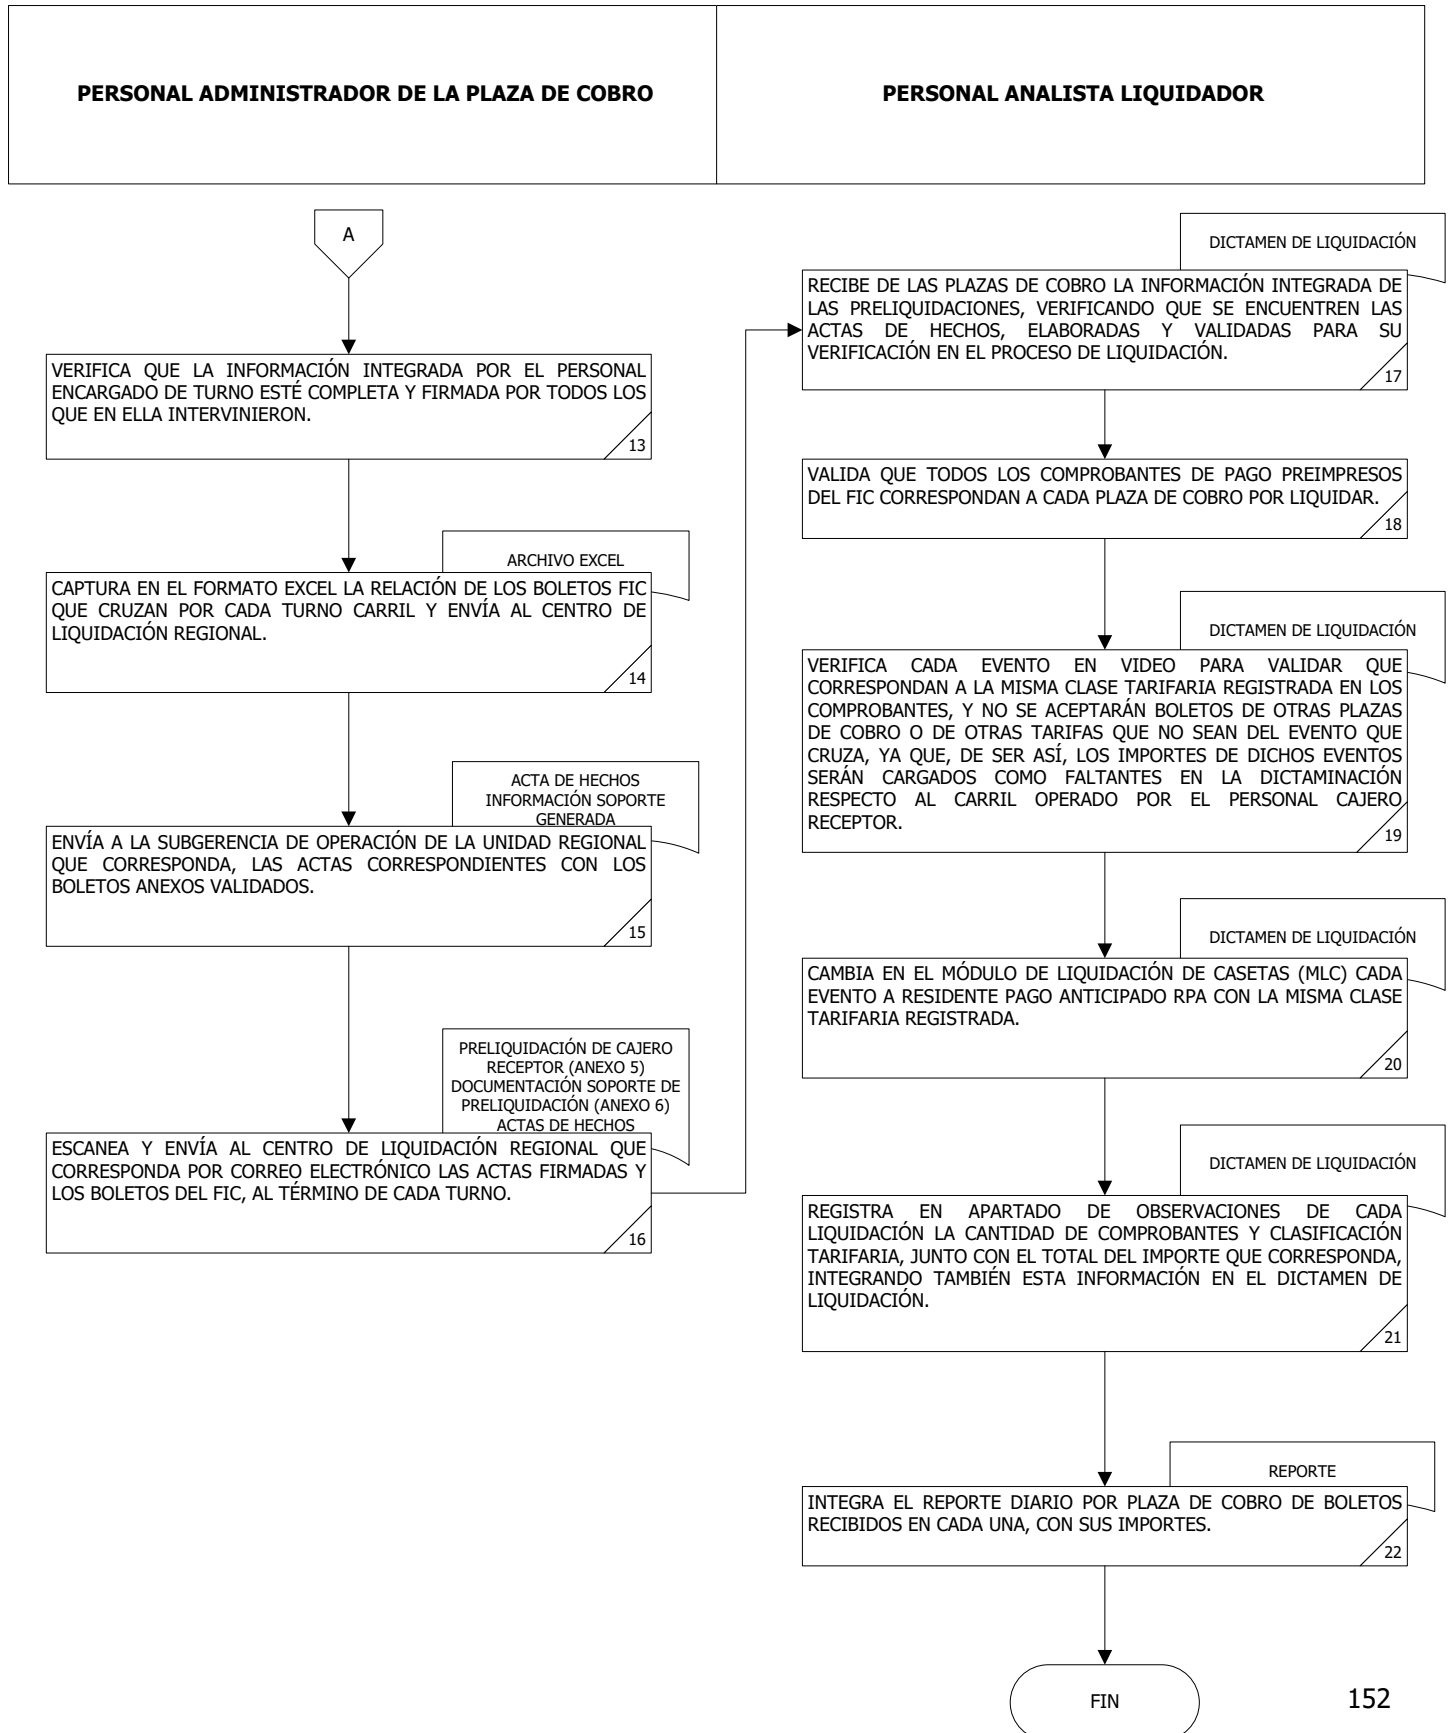 PERSONAL ADMINISTRADOR DE LA PLAZA DE COBRO
PERSONAL ANALISTA LIQUIDADOR
A
VERIFICA QUE LA INFORMACIÓN INTEGRADA POR EL PERSONAL
ENCARGADO DE TURNO ESTÉ COMPLETA Y FIRMADA POR TODOS LOS
QUE EN ELLA INTERVINIERON.
13
ARCHIVO EXCEL
CAPTURA EN EL FORMATO EXCEL LA RELACIÓN DE LOS BOLETOS FIC
QUE CRUZAN POR CADA TURNO CARRIL Y ENVÍA AL CENTRO DE
LIQUIDACIÓN REGIONAL.
14
ACTA DE HECHOS
INFORMACIÓN SOPORTE
GENERADA
ENVÍA A LA SUBGERENCIA DE OPERACIÓN DE LA UNIDAD REGIONAL
QUE CORRESPONDA, LAS ACTAS CORRESPONDIENTES CON LOS
BOLETOS ANEXOS VALIDADOS.
15
PRELIQUIDACIÓN DE CAJERO
RECEPTOR (ANEXO 5)
DOCUMENTACIÓN SOPORTE DE
PRELIQUIDACIÓN (ANEXO 6)
ACTAS DE HECHOS
ESCANEA Y ENVÍA AL CENTRO DE LIQUIDACIÓN REGIONAL QUE
CORRESPONDA POR CORREO ELECTRÓNICO LAS ACTAS FIRMADAS Y
LOS BOLETOS DEL FIC, AL TÉRMINO DE CADA TURNO.
16
DICTAMEN DE LIQUIDACIÓN
RECIBE DE LAS PLAZAS DE COBRO LA INFORMACIÓN INTEGRADA DE
LAS PRELIQUIDACIONES, VERIFICANDO QUE SE ENCUENTREN LAS
ACTAS DE HECHOS, ELABORADAS Y VALIDADAS PARA SU
VERIFICACIÓN EN EL PROCESO DE LIQUIDACIÓN.
17
VALIDA QUE TODOS LOS COMPROBANTES DE PAGO PREIMPRESOS
DEL FIC CORRESPONDAN A CADA PLAZA DE COBRO POR LIQUIDAR.
18
DICTAMEN DE LIQUIDACIÓN
VERIFICA CADA EVENTO EN VIDEO PARA VALIDAR QUE
CORRESPONDAN A LA MISMA CLASE TARIFARIA REGISTRADA EN LOS
COMPROBANTES, Y NO SE ACEPTARÁN BOLETOS DE OTRAS PLAZAS
DE COBRO O DE OTRAS TARIFAS QUE NO SEAN DEL EVENTO QUE
CRUZA, YA QUE, DE SER ASÍ, LOS IMPORTES DE DICHOS EVENTOS
SERÁN CARGADOS COMO FALTANTES EN LA DICTAMINACIÓN
RESPECTO AL CARRIL OPERADO POR EL PERSONAL CAJERO
RECEPTOR.
19
DICTAMEN DE LIQUIDACIÓN
CAMBIA EN EL MÓDULO DE LIQUIDACIÓN DE CASETAS (MLC) CADA
EVENTO A RESIDENTE PAGO ANTICIPADO RPA CON LA MISMA CLASE
TARIFARIA REGISTRADA.
20
DICTAMEN DE LIQUIDACIÓN
REGISTRA EN APARTADO DE OBSERVACIONES DE CADA
LIQUIDACIÓN LA CANTIDAD DE COMPROBANTES Y CLASIFICACIÓN
TARIFARIA, JUNTO CON EL TOTAL DEL IMPORTE QUE CORRESPONDA,
INTEGRANDO TAMBIÉN ESTA INFORMACIÓN EN EL DICTAMEN DE
LIQUIDACIÓN.
21
REPORTE
INTEGRA EL REPORTE DIARIO POR PLAZA DE COBRO DE BOLETOS
RECIBIDOS EN CADA UNA, CON SUS IMPORTES.
22
FIN
152